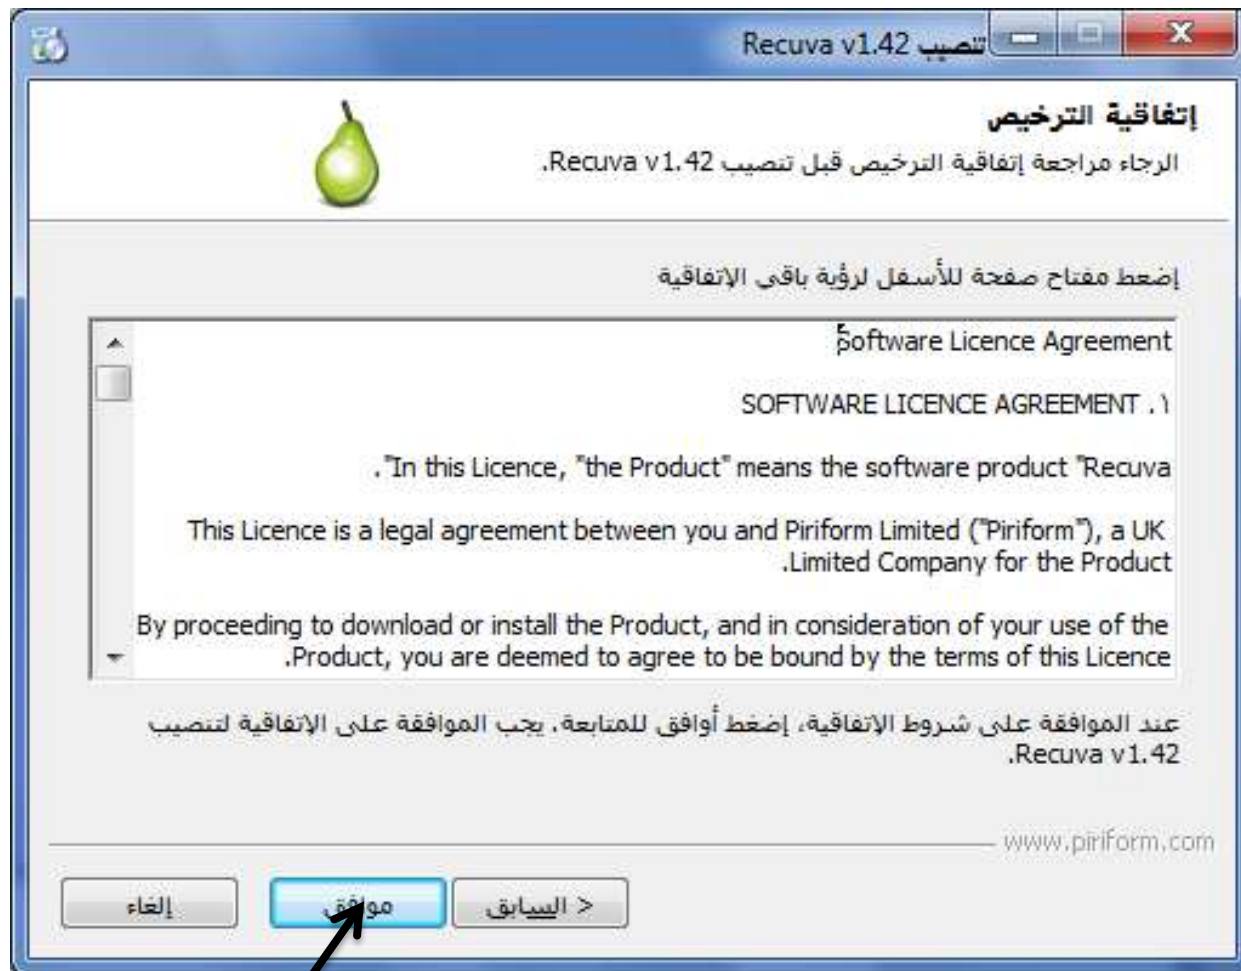 تنصيب Recuva v1.42
إتفاقية الترخيص
الرجاء مراجعة إتفاقية الترخيص قبل تنصيب Recuva v1.42.
إضغط مفتاح صفحة للأسفل لرؤية باقي الإتفاقية
Software Licence Agreement
SOFTWARE LICENCE AGREEMENT .١
."In this Licence, "the Product" means the software product "Recuva
This Licence is a legal agreement between you and Piriform Limited ("Piriform"), a UK
.Limited Company for the Product
By proceeding to download or install the Product, and in consideration of your use of the
.Product, you are deemed to agree to be bound by the terms of this Licence
عند الموافقة على شروط الإتفاقية، إضغط أوافق للمتابعة. يجب الموافقة على الإتفاقية لتنصيب
Recuva v1.42.
www.piriform.com
< السابق
موافق
إلغاء